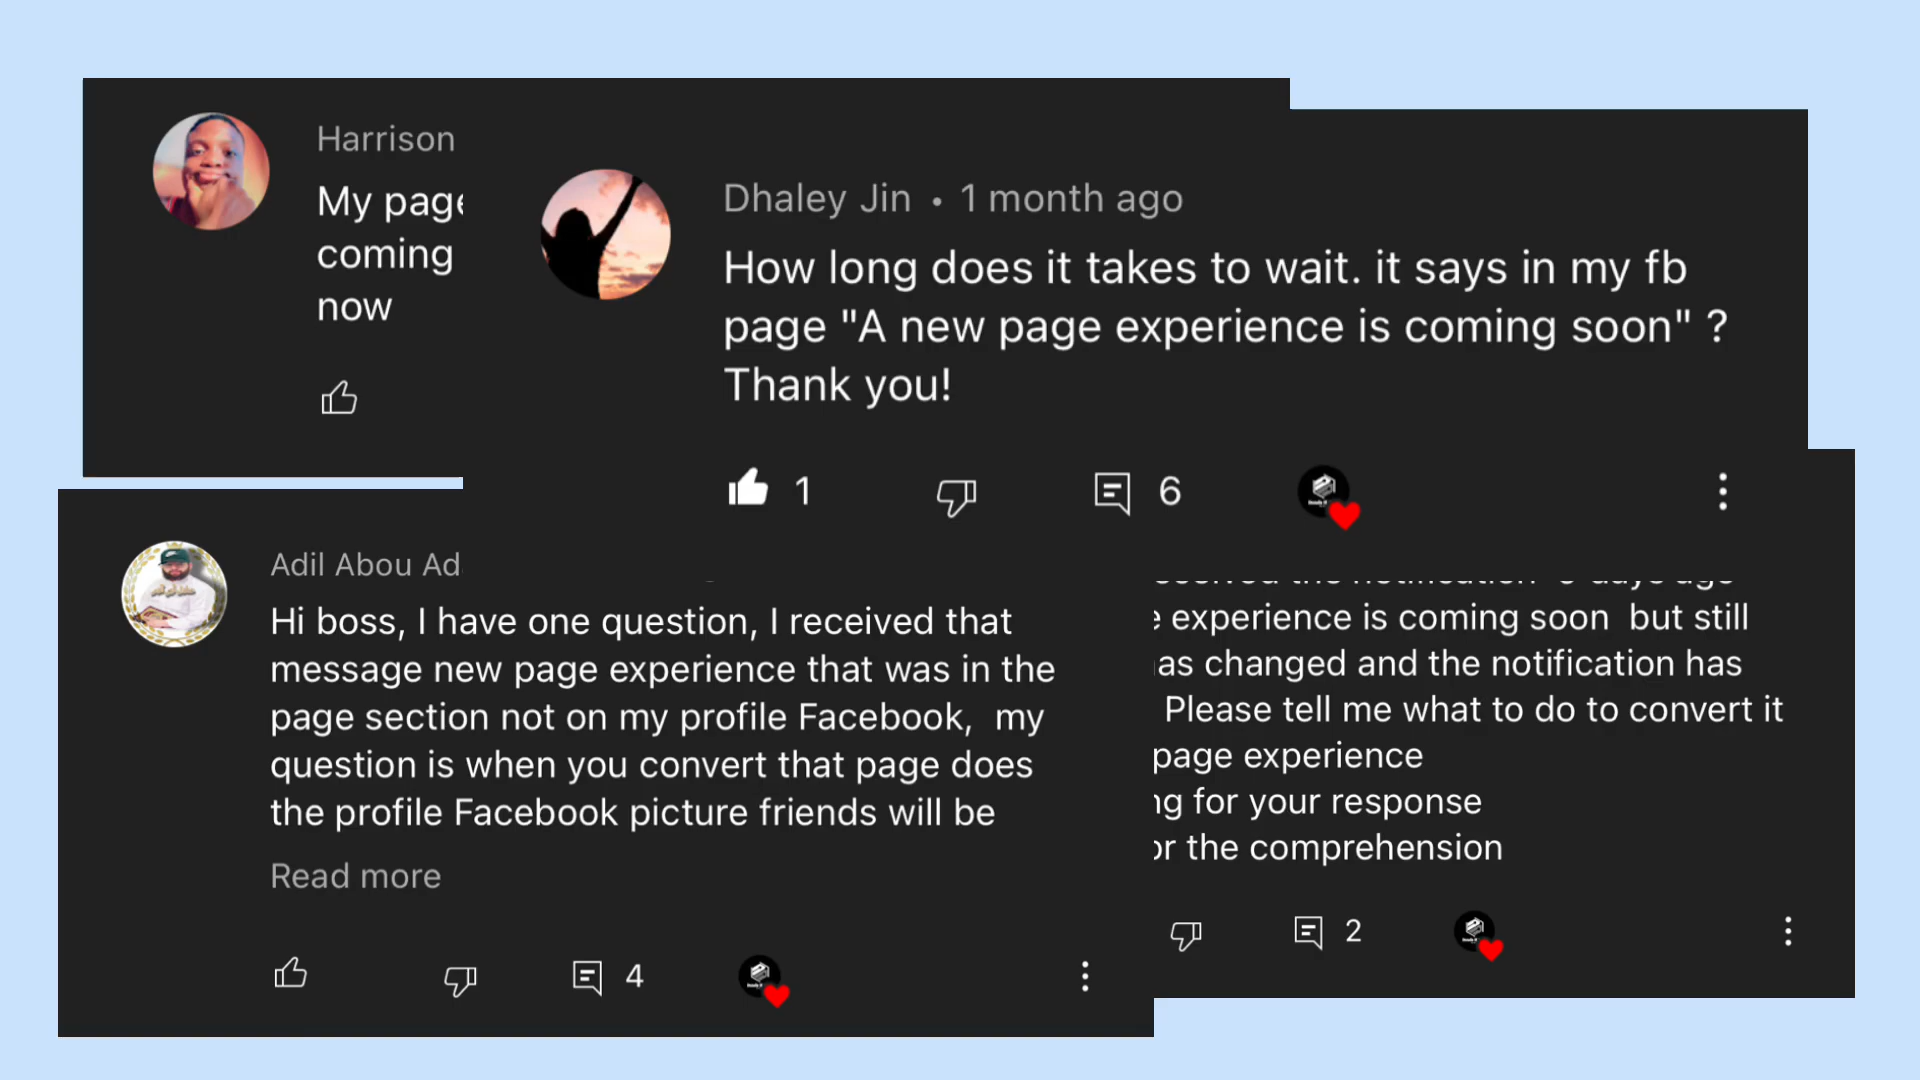 Harrison
My page
coming
now
Dhaley Jin • 1 month ago
How long does it takes to wait. it says in my fb
page "A new page experience is coming soon" ?
Thank you!
1
6
Adil Abou Ad
Hi boss, I have one question, I received that
message new page experience that was in the
page section not on my profile Facebook, my
question is when you convert that page does
the profile Facebook picture friends will be
Read more
4
experience is coming soon but still
as changed and the notification has
Please tell me what to do to convert it
page experience
ng for your response
or the comprehension
2